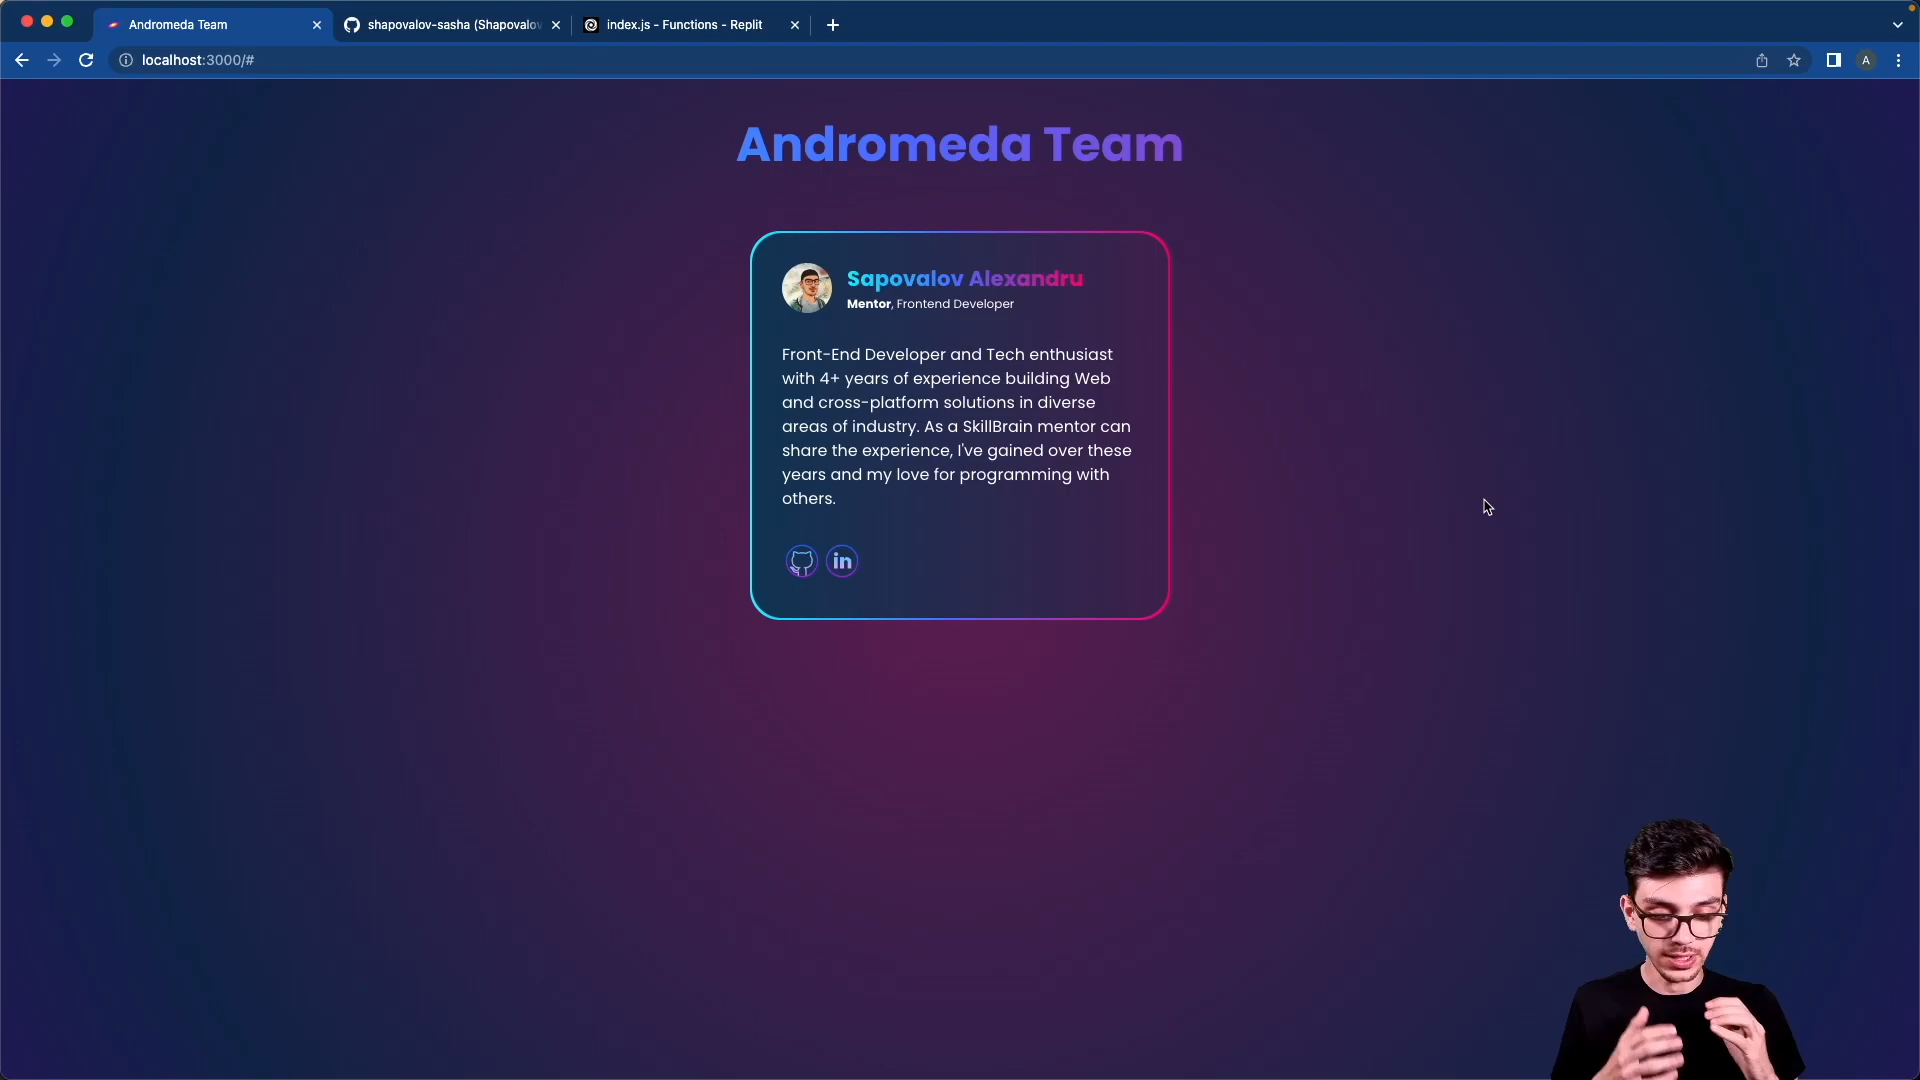 Andromeda Team
shapovalov-sasha (Shapovalov
index.js - Functions - Replit
localhost:3000/#
A
Andromeda Team
Sapovalov Alexandru
Mentor, Frontend Developer
Front-End Developer and Tech enthusiast
with 4+ years of experience building Web
and cross-platform solutions in diverse
areas of industry. As a SkillBrain mentor can
share the experience, I've gained over these
years and my love for programming with
others.
in